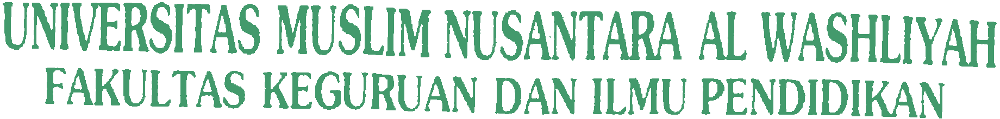 UNIVERSITAS MUSLIM NUSANTARA AL WASHLIYAH
FAKULTAS KEGURUAN DAN ILMU PENDIDIKAN